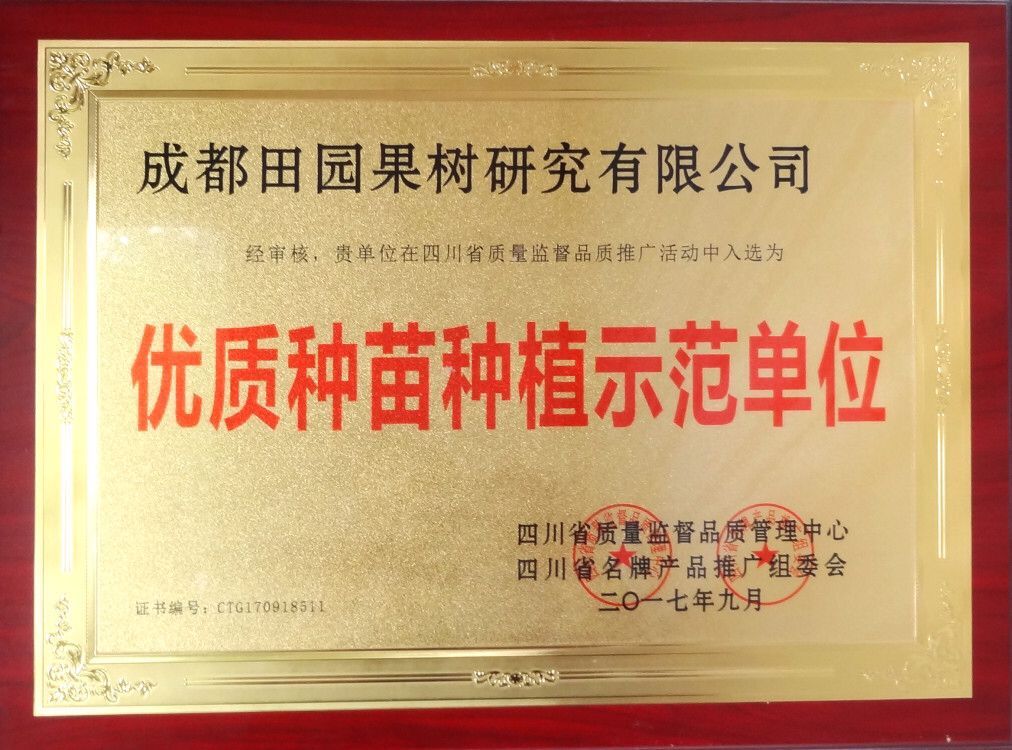 成都田园果树研究有限公司
经审核，贵单位在四川省质量监督品质推广活动中入选为
优质种苗种植示范单位
四川省质量监督品质管理中心
四川省名牌产品推广组委会
二〇一七年九月
证书编号：CTG170918511